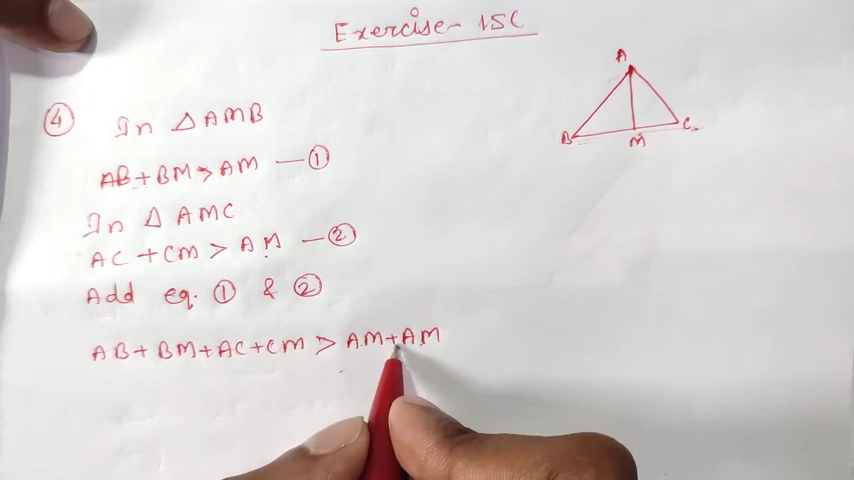 Exercise - 15C
④ In △AMB
AB + BM > AM — ①
In △ AMC
AC + CM > AM — ②
Add eq. ① & ②
AB + BM + AC + CM > AM + AM
A
B
M
C